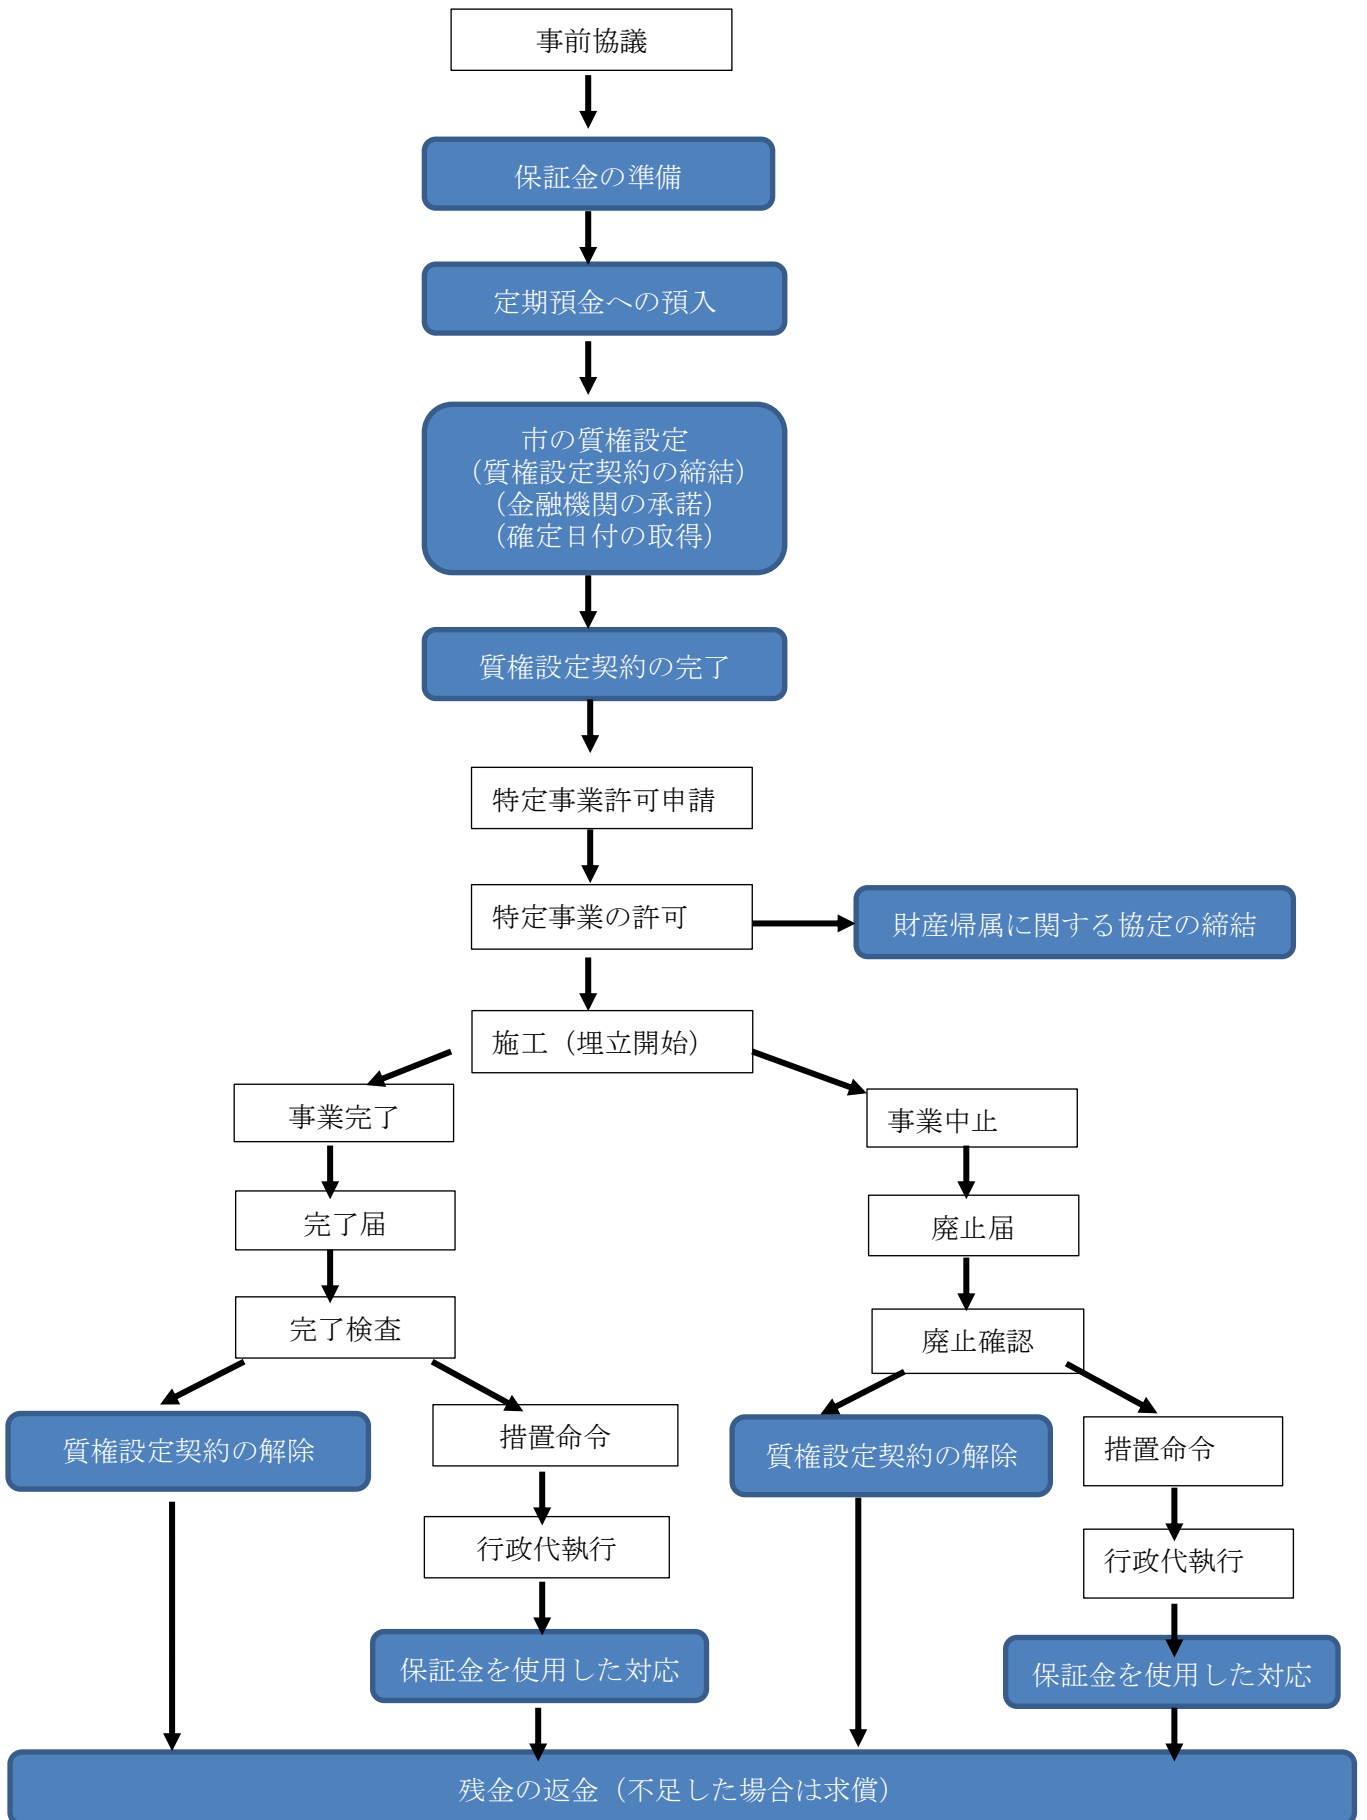 事前協議
保証金の準備
定期預金への預入
市の質権設定
（質権設定契約の締結）
（金融機関の承諾）
（確定日付の取得）
質権設定契約の完了
特定事業許可申請
特定事業の許可
財産帰属に関する協定の締結
施工（埋立開始）
事業完了
事業中止
完了届
廃止届
完了検査
廃止確認
質権設定契約の解除
措置命令
質権設定契約の解除
措置命令
行政代執行
行政代執行
保証金を使用した対応
保証金を使用した対応
残金の返金（不足した場合は求償）